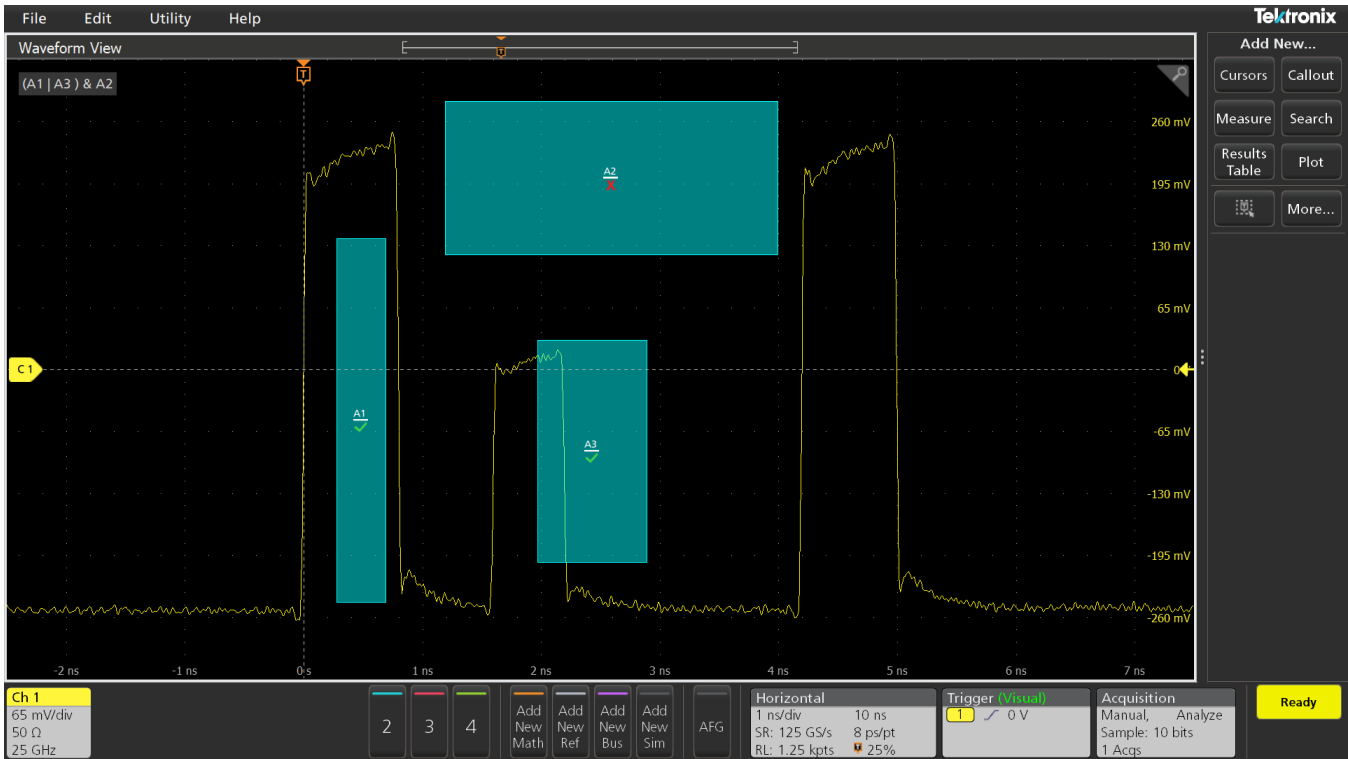 File Edit Utility Help
Tektronix
Waveform View
Add New...
(A1 | A3 ) & A2
T
T
Cursors Callout
Measure Search
Results Table Plot
More...
A2
X
A1
A3
C 1
260 mV
195 mV
130 mV
65 mV
0
-65 mV
-130 mV
-195 mV
-260 mV
-2 ns -1 ns 0 s 1 ns 2 ns 3 ns 4 ns 5 ns 6 ns 7 ns
Ch 1
65 mV/div
50 Ω
25 GHz
2 3 4
Add New Math
Add New Ref
Add New Bus
Add New Sim
AFG
Horizontal
1 ns/div 10 ns
SR: 125 GS/s 8 ps/pt
RL: 1.25 kpts 25%
Trigger (Visual)
1 0 V
Acquisition
Manual, Analyze
Sample: 10 bits
1 Acqs
Ready